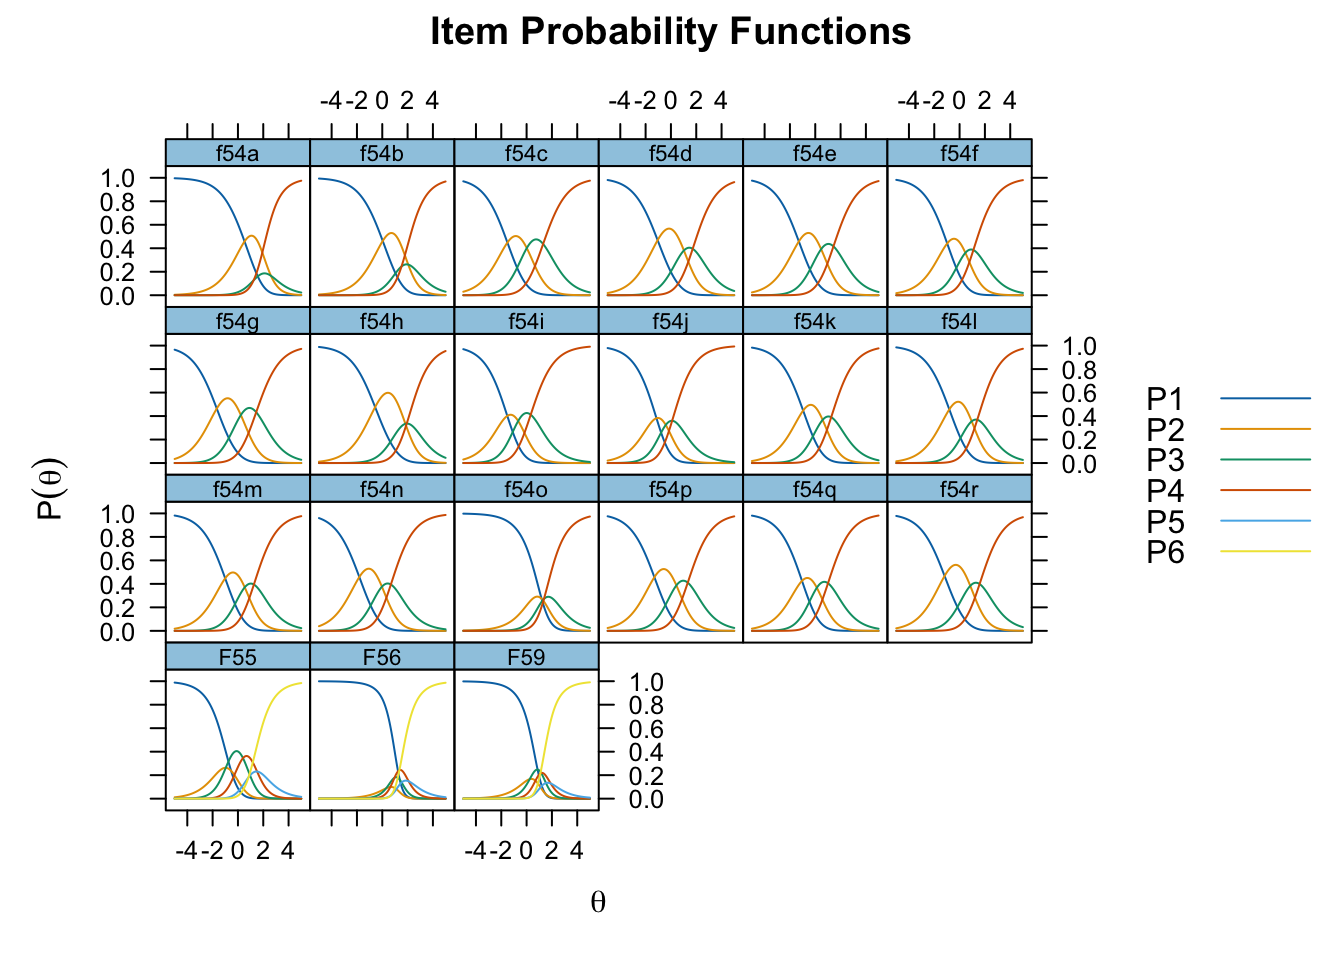 Item Probability Functions
-4 -2 0 2 4 -4 -2 0 2 4 -4 -2 0 2 4
f54a f54b f54c f54d f54e f54f
1.0
0.8
0.6
0.4
0.2
0.0
f54g f54h f54i f54j f54k f54l
1.0
0.8
0.6
0.4
0.2
0.0
P1
P2
P3
P4
P5
P6
P(θ)
f54m f54n f54o f54p f54q f54r
1.0
0.8
0.6
0.4
0.2
0.0
F55 F56 F59
1.0
0.8
0.6
0.4
0.2
0.0
-4 -2 0 2 4 -4 -2 0 2 4
θ